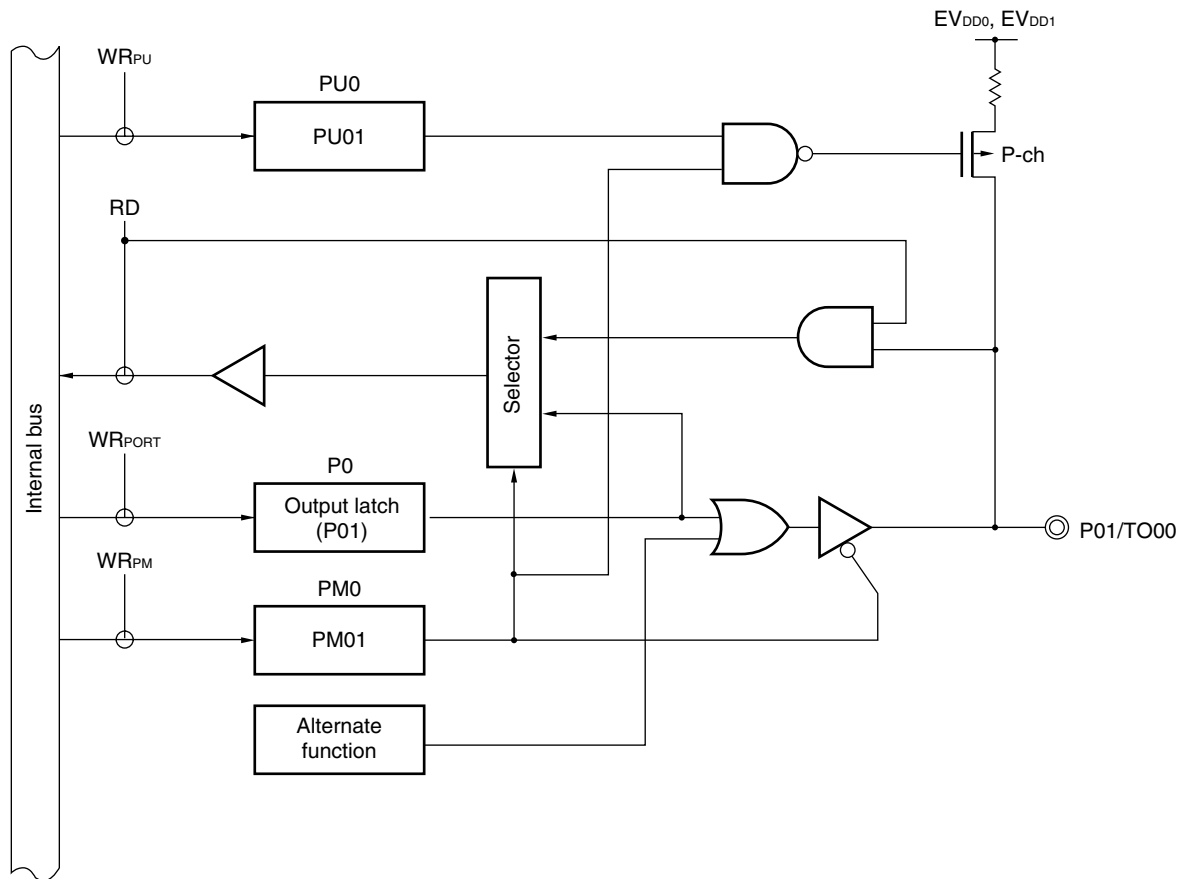 EVDD0, EVDD1
WRPU
PU0
PU01
P-ch
RD
Selector
Internal bus
WRPORT
P0
Output latch
(P01)
P01/TO00
WRPM
PM0
PM01
Alternate
function